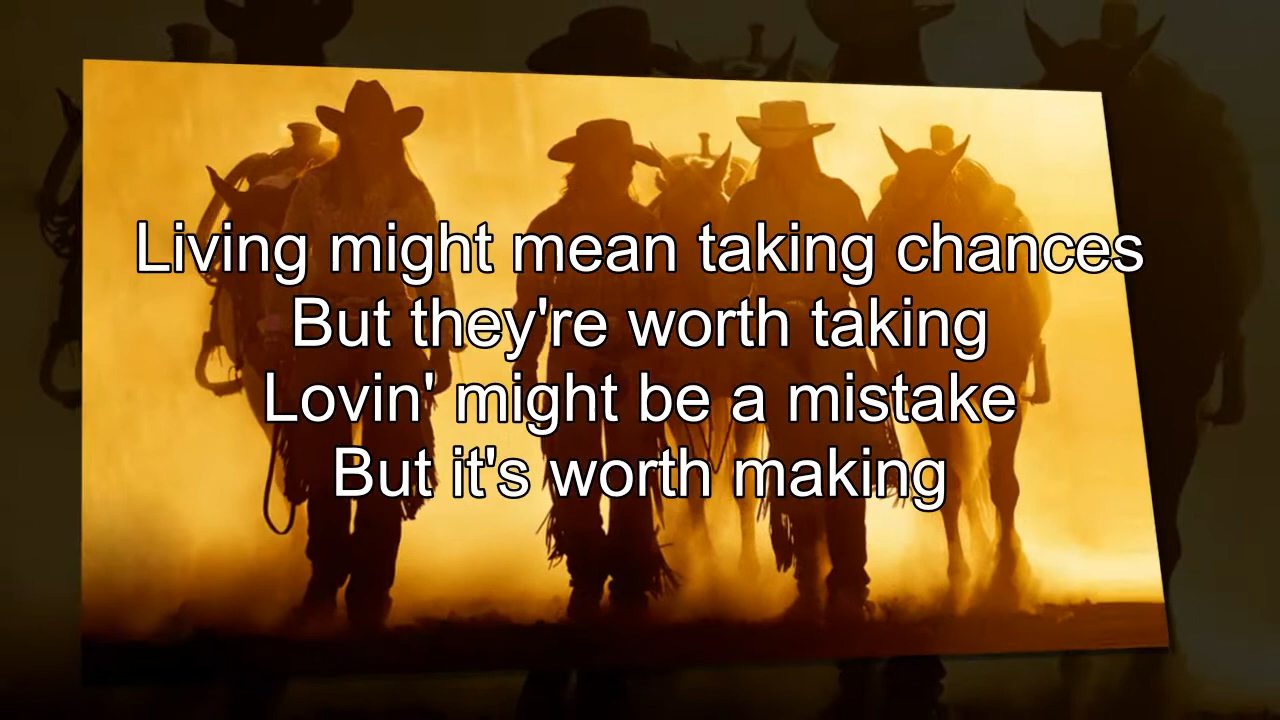 Living might mean taking chances
But they're worth taking
Lovin' might be a mistake
But it's worth making